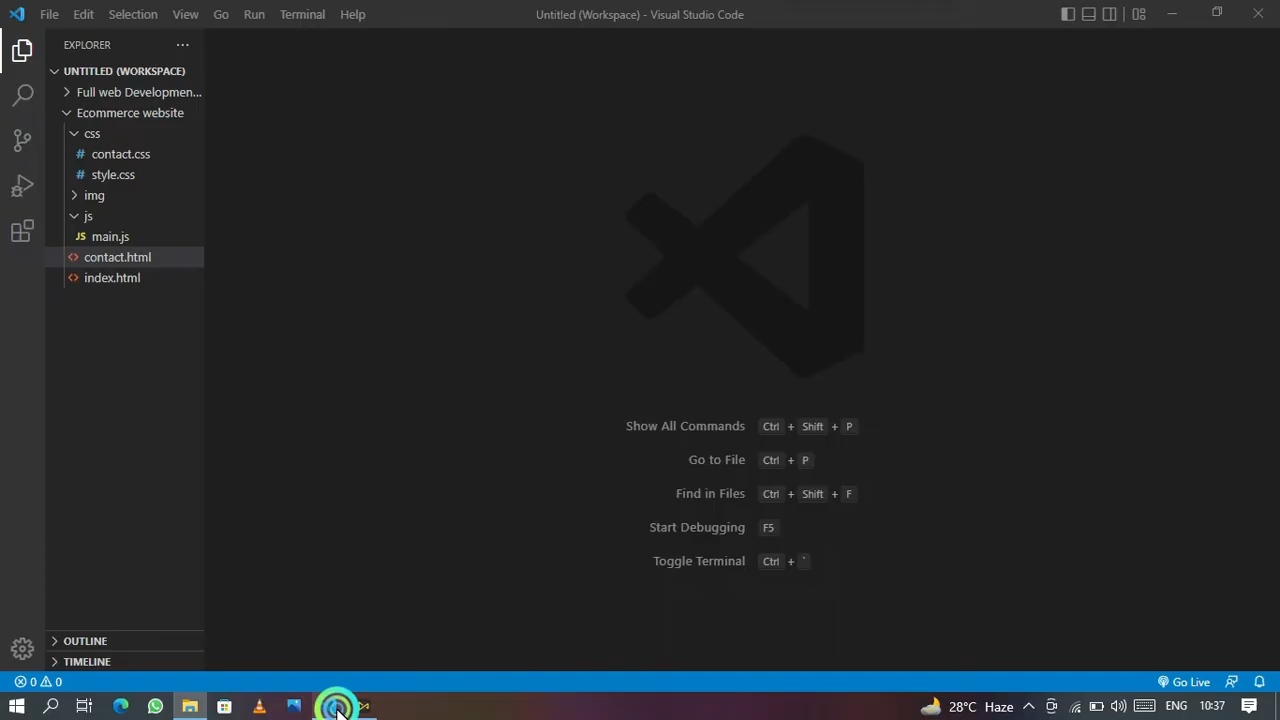 File Edit Selection View Go Run Terminal Help Untitled (Workspace) - Visual Studio Code
EXPLORER
UNTITLED (WORKSPACE)
Full web Developmen...
Ecommerce website
css
# contact.css
# style.css
img
js
JS main.js
<> contact.html
<> index.html
Show All Commands Ctrl + Shift + P
Go to File Ctrl + P
Find in Files Ctrl + Shift + F
Start Debugging F5
Toggle Terminal Ctrl + `
OUTLINE
TIMELINE
0 0 Go Live
28°C Haze 10:37